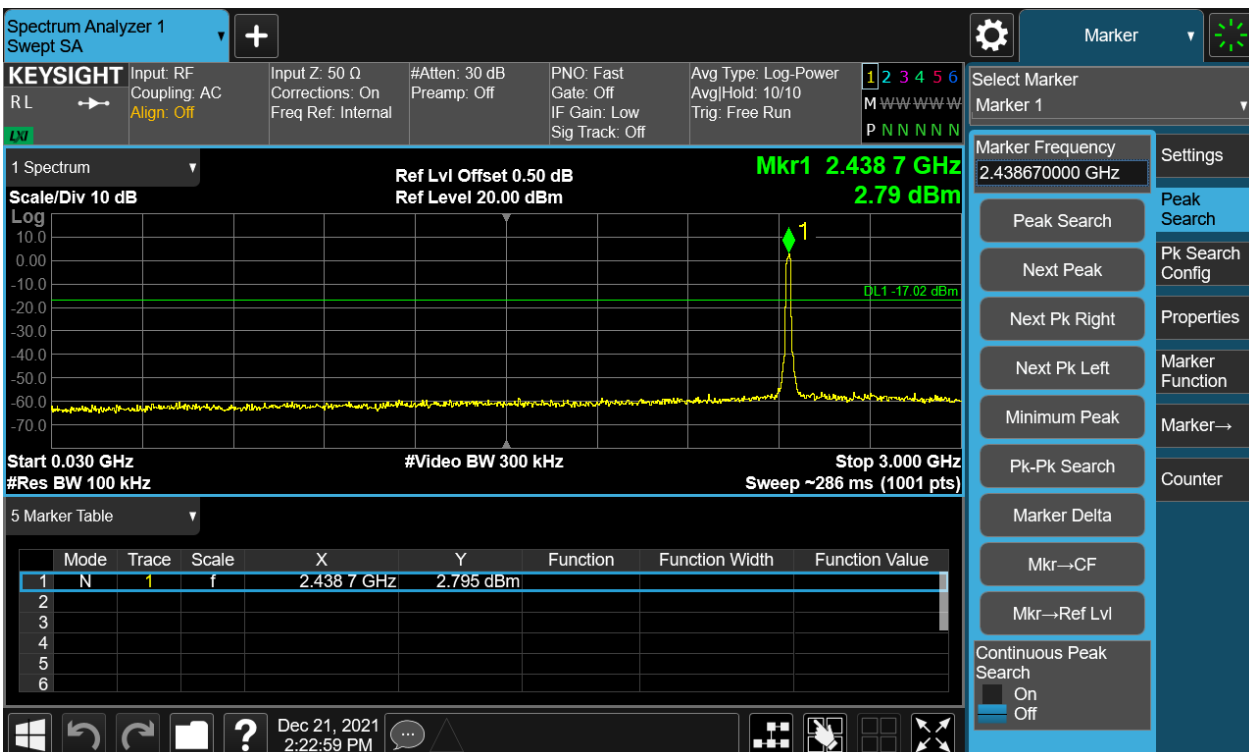 Spectrum Analyzer 1
Swept SA
Marker
KEYSIGHT
R L
LXI
Input: RF
Coupling: AC
Align: Off
Input Z: 50 Ω
Corrections: On
Freq Ref: Internal
#Atten: 30 dB
Preamp: Off
PNO: Fast
Gate: Off
IF Gain: Low
Sig Track: Off
Avg Type: Log-Power
Avg|Hold: 10/10
Trig: Free Run
1 2 3 4 5 6
M W W W W W
P N N N N N
Select Marker
Marker 1
1 Spectrum
Scale/Div 10 dB
Ref Lvl Offset 0.50 dB
Ref Level 20.00 dBm
Mkr1 2.438 7 GHz
2.79 dBm
Log
10.0
0.00
-10.0
-20.0
-30.0
-40.0
-50.0
-60.0
-70.0
1
DL1 -17.02 dBm
Start 0.030 GHz
#Video BW 300 kHz
Stop 3.000 GHz
#Res BW 100 kHz
Sweep ~286 ms (1001 pts)
5 Marker Table
Mode Trace Scale X Y Function Function Width Function Value
1 N 1 f 2.438 7 GHz 2.795 dBm
2
3
4
5
6
Marker Frequency
2.438670000 GHz
Peak Search
Next Peak
Next Pk Right
Next Pk Left
Minimum Peak
Pk-Pk Search
Marker Delta
Mkr→CF
Mkr→Ref Lvl
Continuous Peak
Search
On
Off
Settings
Peak
Search
Pk Search
Config
Properties
Marker
Function
Marker→
Counter
?
Dec 21, 2021
2:22:59 PM